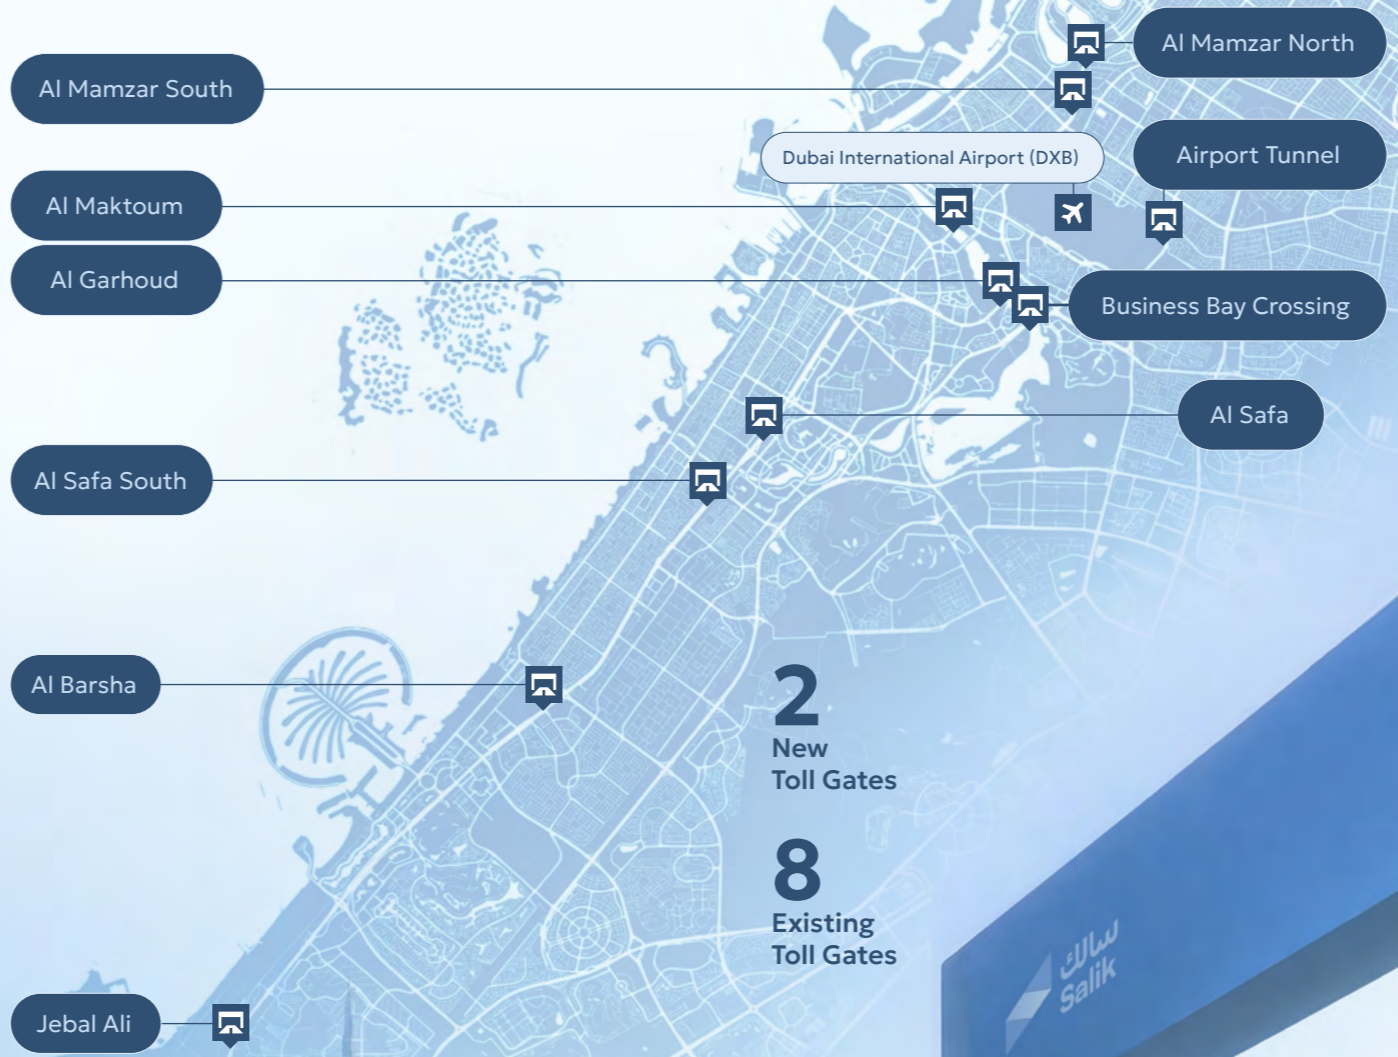 Al Mamzar North
Al Mamzar South
Dubai International Airport (DXB)
Airport Tunnel
Al Maktoum
Al Garhoud
Business Bay Crossing
Al Safa
Al Safa South
Al Barsha
2
New
Toll Gates
8
Existing
Toll Gates
سالك
Salik
Jebal Ali